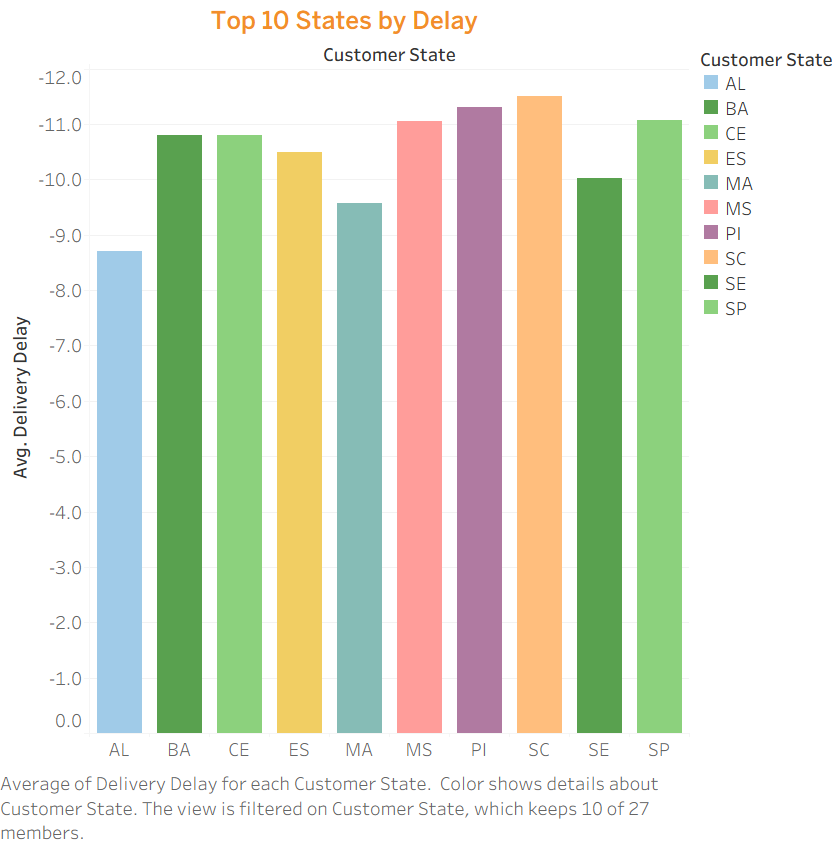 Top 10 States by Delay
Customer State
Customer State
AL
BA
CE
ES
MA
MS
PI
SC
SE
SP
-12.0
-11.0
-10.0
-9.0
-8.0
-7.0
-6.0
-5.0
-4.0
-3.0
-2.0
-1.0
0.0
Avg. Delivery Delay
AL BA CE ES MA MS PI SC SE SP
Average of Delivery Delay for each Customer State.  Color shows details about
Customer State. The view is filtered on Customer State, which keeps 10 of 27
members.